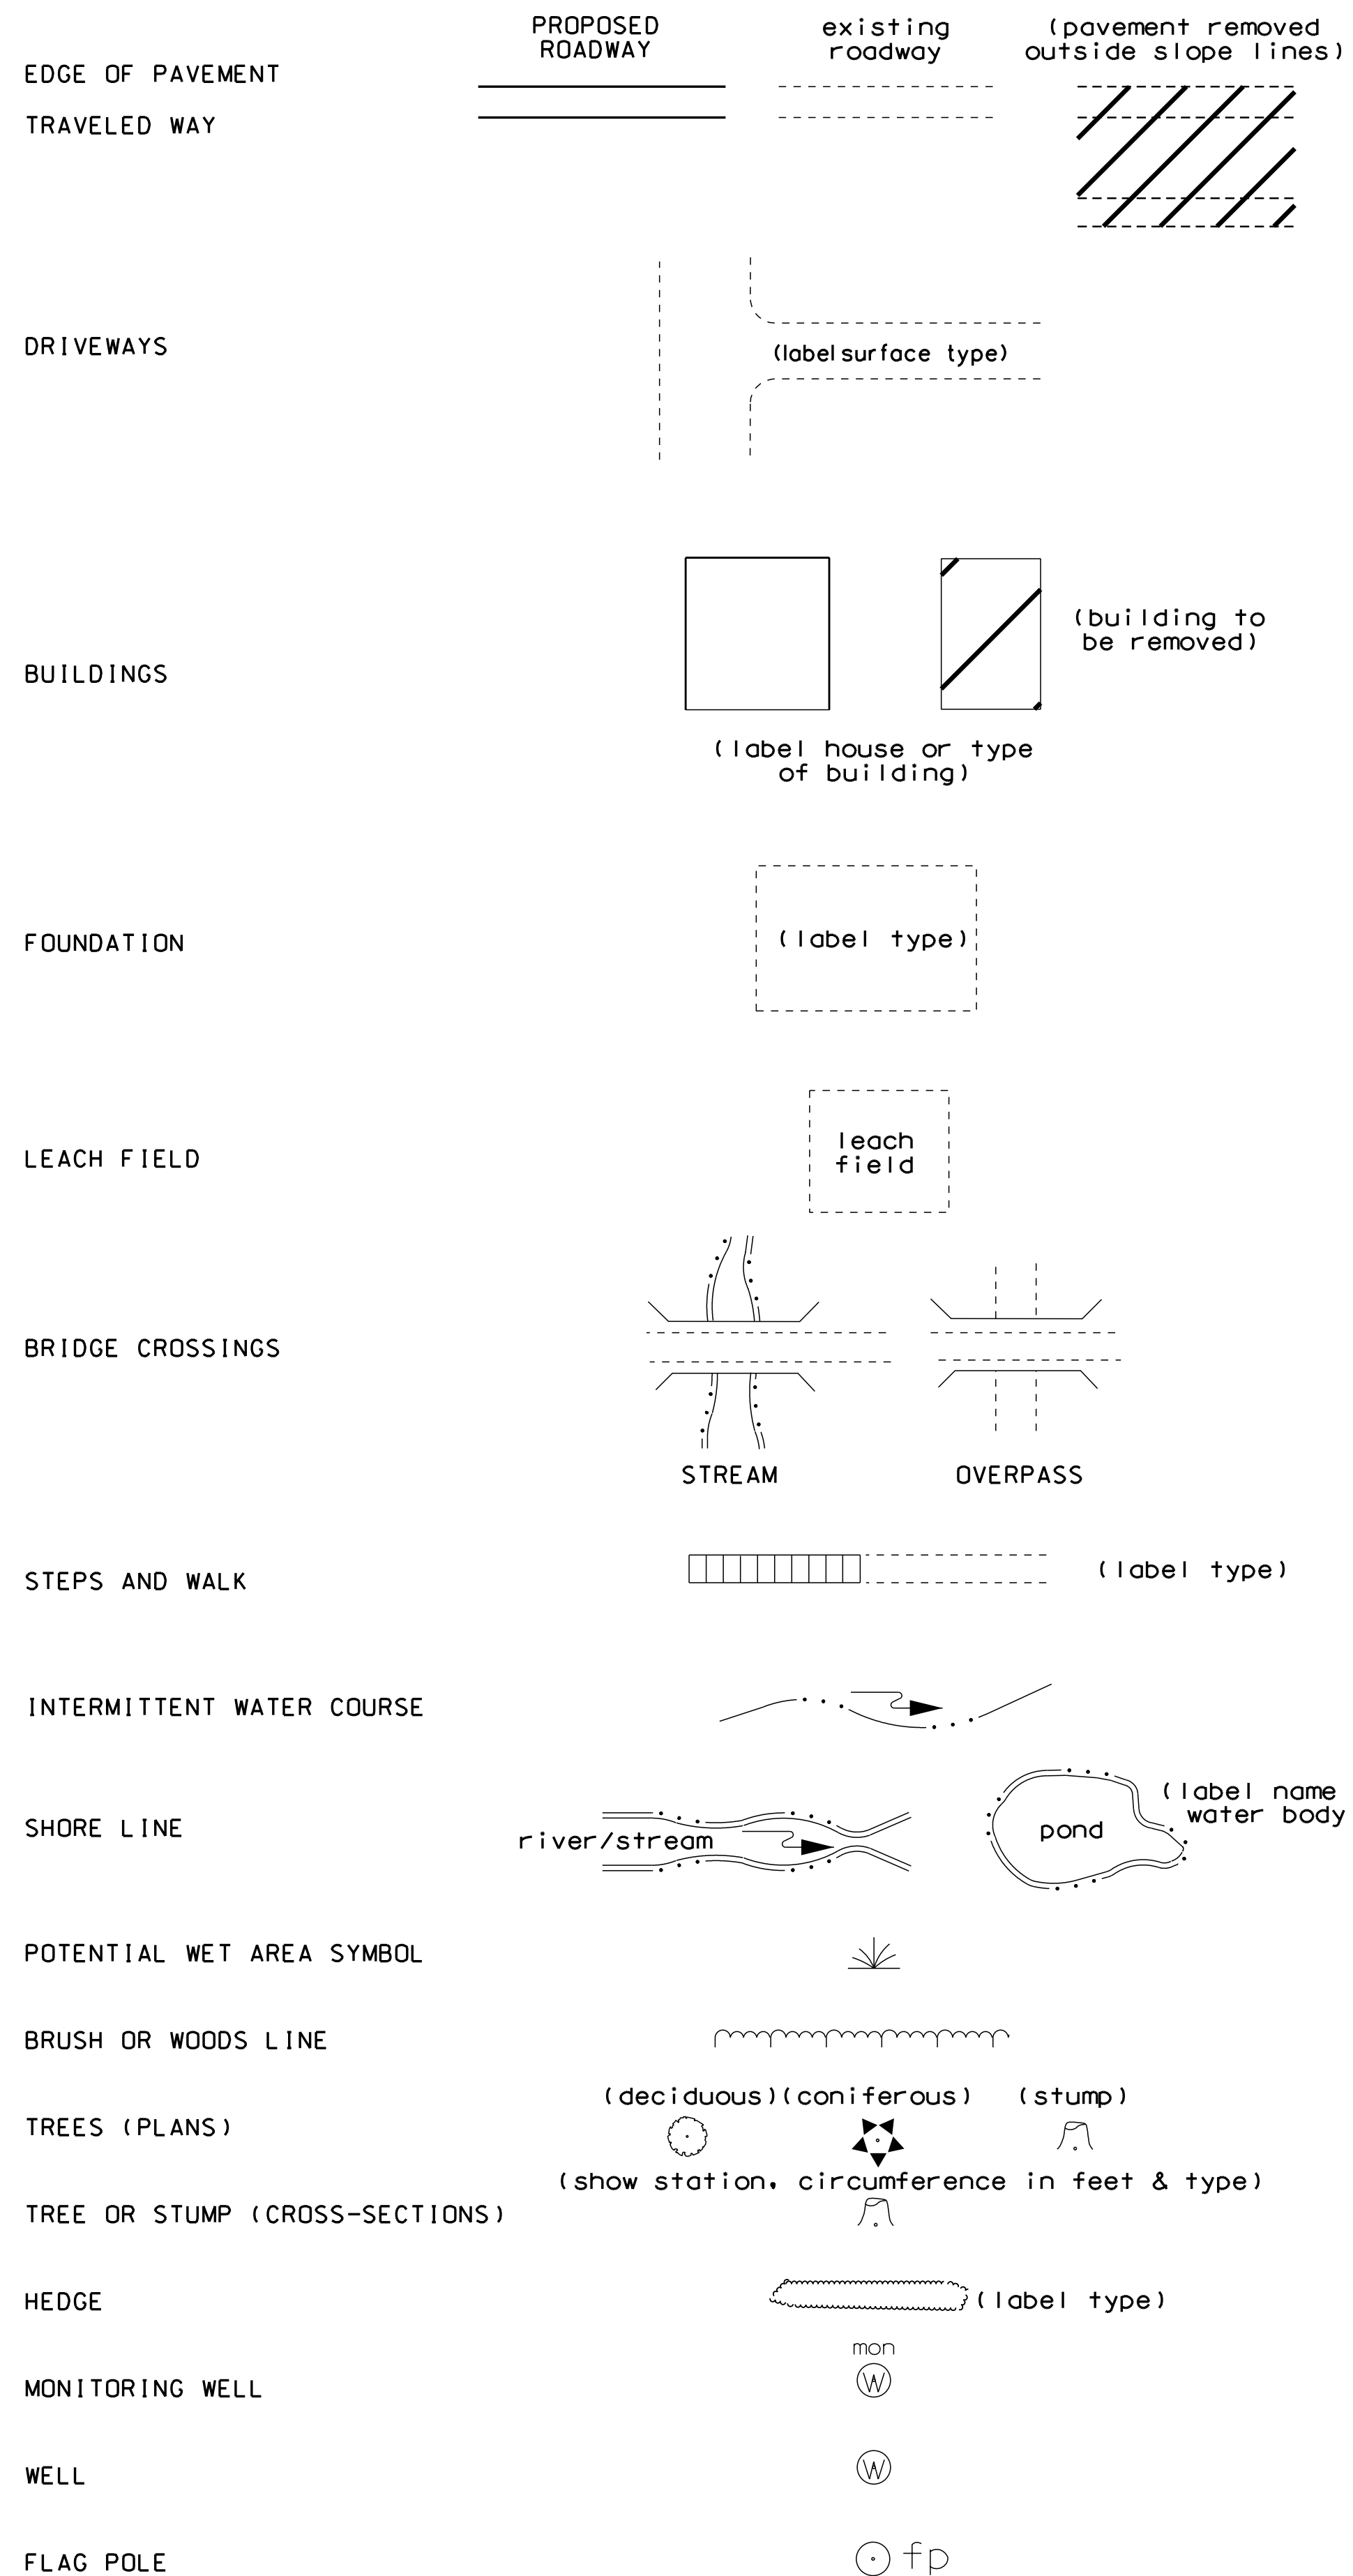 PROPOSED
ROADWAY
existing
roadway
(pavement removed
outside slope lines)
EDGE OF PAVEMENT
TRAVELED WAY
DRIVEWAYS
(label surface type)
BUILDINGS
(building to
be removed)
(label house or type
of building)
FOUNDATION
(label type)
LEACH FIELD
leach
field
BRIDGE CROSSINGS
STREAM
OVERPASS
STEPS AND WALK
(label type)
INTERMITTENT WATER COURSE
SHORE LINE
river/stream
pond
(label name
water body
POTENTIAL WET AREA SYMBOL
BRUSH OR WOODS LINE
(deciduous)
(coniferous)
(stump)
TREES (PLANS)
(show station, circumference in feet & type)
TREE OR STUMP (CROSS-SECTIONS)
HEDGE
(label type)
mon
W
MONITORING WELL
WELL
W
FLAG POLE
fp